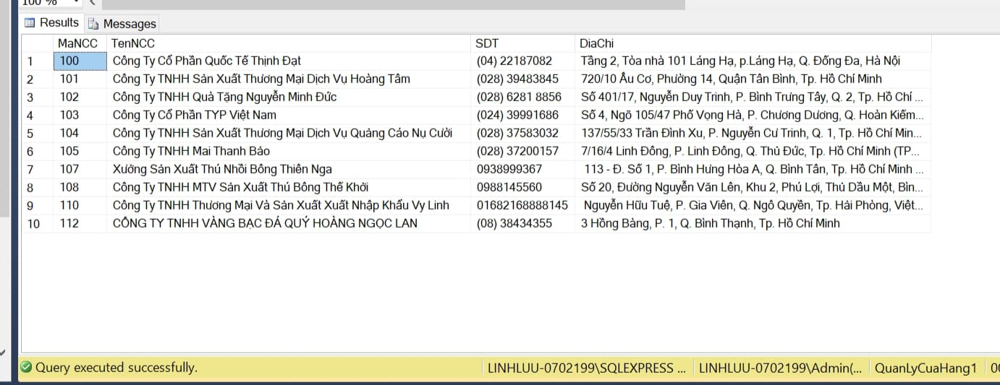 100 %
Results Messages
MaNCC TenNCC SDT DiaChi
1 100 Công Ty Cổ Phần Quốc Tế Thịnh Đạt (04) 22187082 Tầng 2, Tòa nhà 101 Láng Hạ, p.Láng Hạ, Q. Đống Đa, Hà Nội
2 101 Công Ty TNHH Sản Xuất Thương Mại Dịch Vụ Hoàng Tâm (028) 39483845 720/10 Âu Cơ, Phường 14, Quận Tân Bình, Tp. Hồ Chí Minh
3 102 Công Ty TNHH Quà Tặng Nguyễn Minh Đức (028) 6281 8856 Số 401/17, Nguyễn Duy Trinh, P. Bình Trưng Tây, Q. 2, Tp. Hồ Chí ...
4 103 Công Ty Cổ Phần TYP Việt Nam (024) 39991686 Số 4, Ngõ 105/47 Phố Vọng Hà, P. Chương Dương, Q. Hoàn Kiếm...
5 104 Công Ty TNHH Sản Xuất Thương Mại Dịch Vụ Quảng Cáo Nụ Cười (028) 37583032 137/55/33 Trần Đình Xu, P. Nguyễn Cư Trinh, Q. 1, Tp. Hồ Chí Min...
6 105 Công Ty TNHH Mai Thanh Bảo (028) 37200157 7/16/4 Linh Đông, P. Linh Đông, Q. Thủ Đức, Tp. Hồ Chí Minh (TP...
7 107 Xưởng Sản Xuất Thú Nhồi Bông Thiên Nga 0938999367 113 - Đ. Số 1, P. Bình Hưng Hòa A, Q. Bình Tân, Tp. Hồ Chí Minh ...
8 108 Công Ty TNHH MTV Sản Xuất Thú Bông Thế Khởi 0988145560 Số 20, Đường Nguyễn Văn Lên, Khu 2, Phú Lợi, Thủ Dầu Một, Bìn...
9 110 Công Ty TNHH Thương Mại Và Sản Xuất Xuất Nhập Khẩu Vy Linh 01682168888145 Nguyễn Hữu Tuệ, P. Gia Viên, Q. Ngô Quyền, Tp. Hải Phòng, Việt...
10 112 CÔNG TY TNHH VÀNG BẠC ĐÁ QUÝ HOÀNG NGỌC LAN (08) 38434355 3 Hồng Bàng, P. 1, Q. Bình Thạnh, Tp. Hồ Chí Minh
Query executed successfully. LINHLUU-0702199\SQLEXPRESS ... LINHLUU-0702199\Admin(... QuanLyCuaHang1